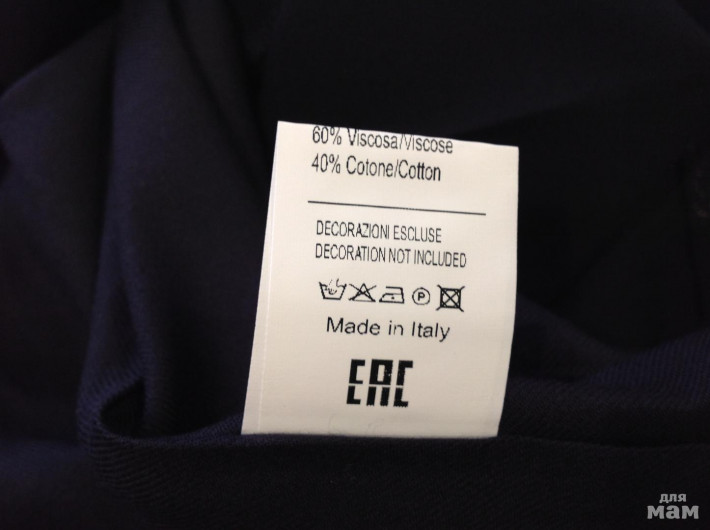 60% Viscosa/Viscose
40% Cotone/Cotton
DECORAZIONI ESCLUSE
DECORATION NOT INCLUDED
P
Made in Italy
EAC
для
мам